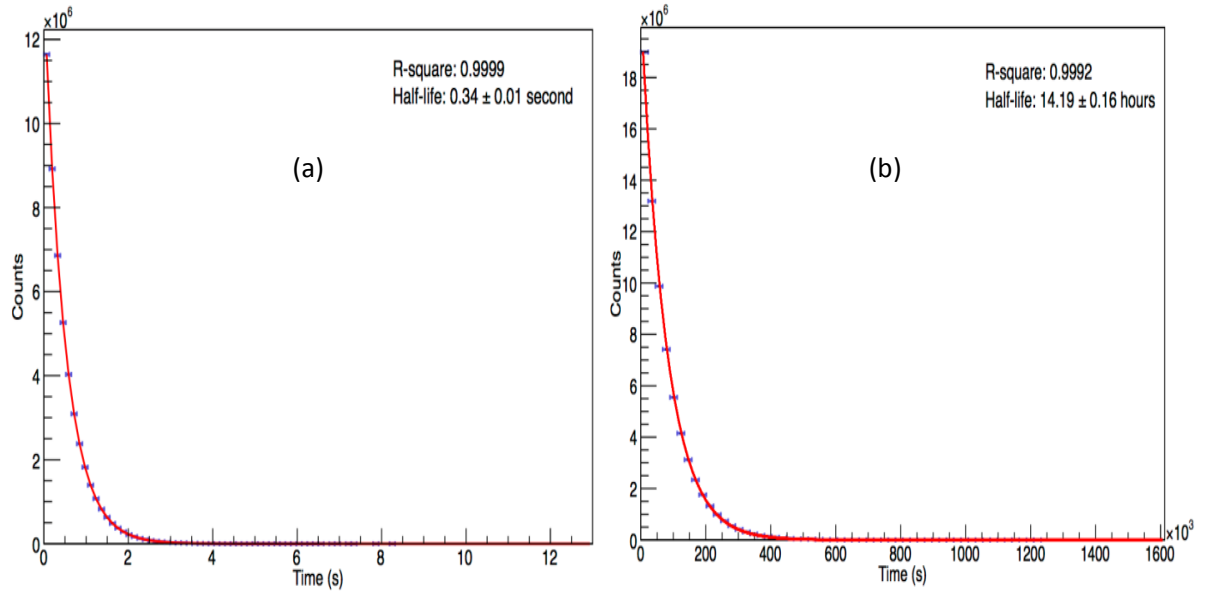 ×10⁶
12
10
8
6
4
2
0
Counts
R-square: 0.9999
Half-life: 0.34 ± 0.01 second
(a)
0 2 4 6 8 10 12
Time (s)
×10⁶
18
16
14
12
10
8
6
4
2
0
Counts
R-square: 0.9992
Half-life: 14.19 ± 0.16 hours
(b)
0 200 400 600 800 1000 1200 1400 1600
×10³
Time (s)